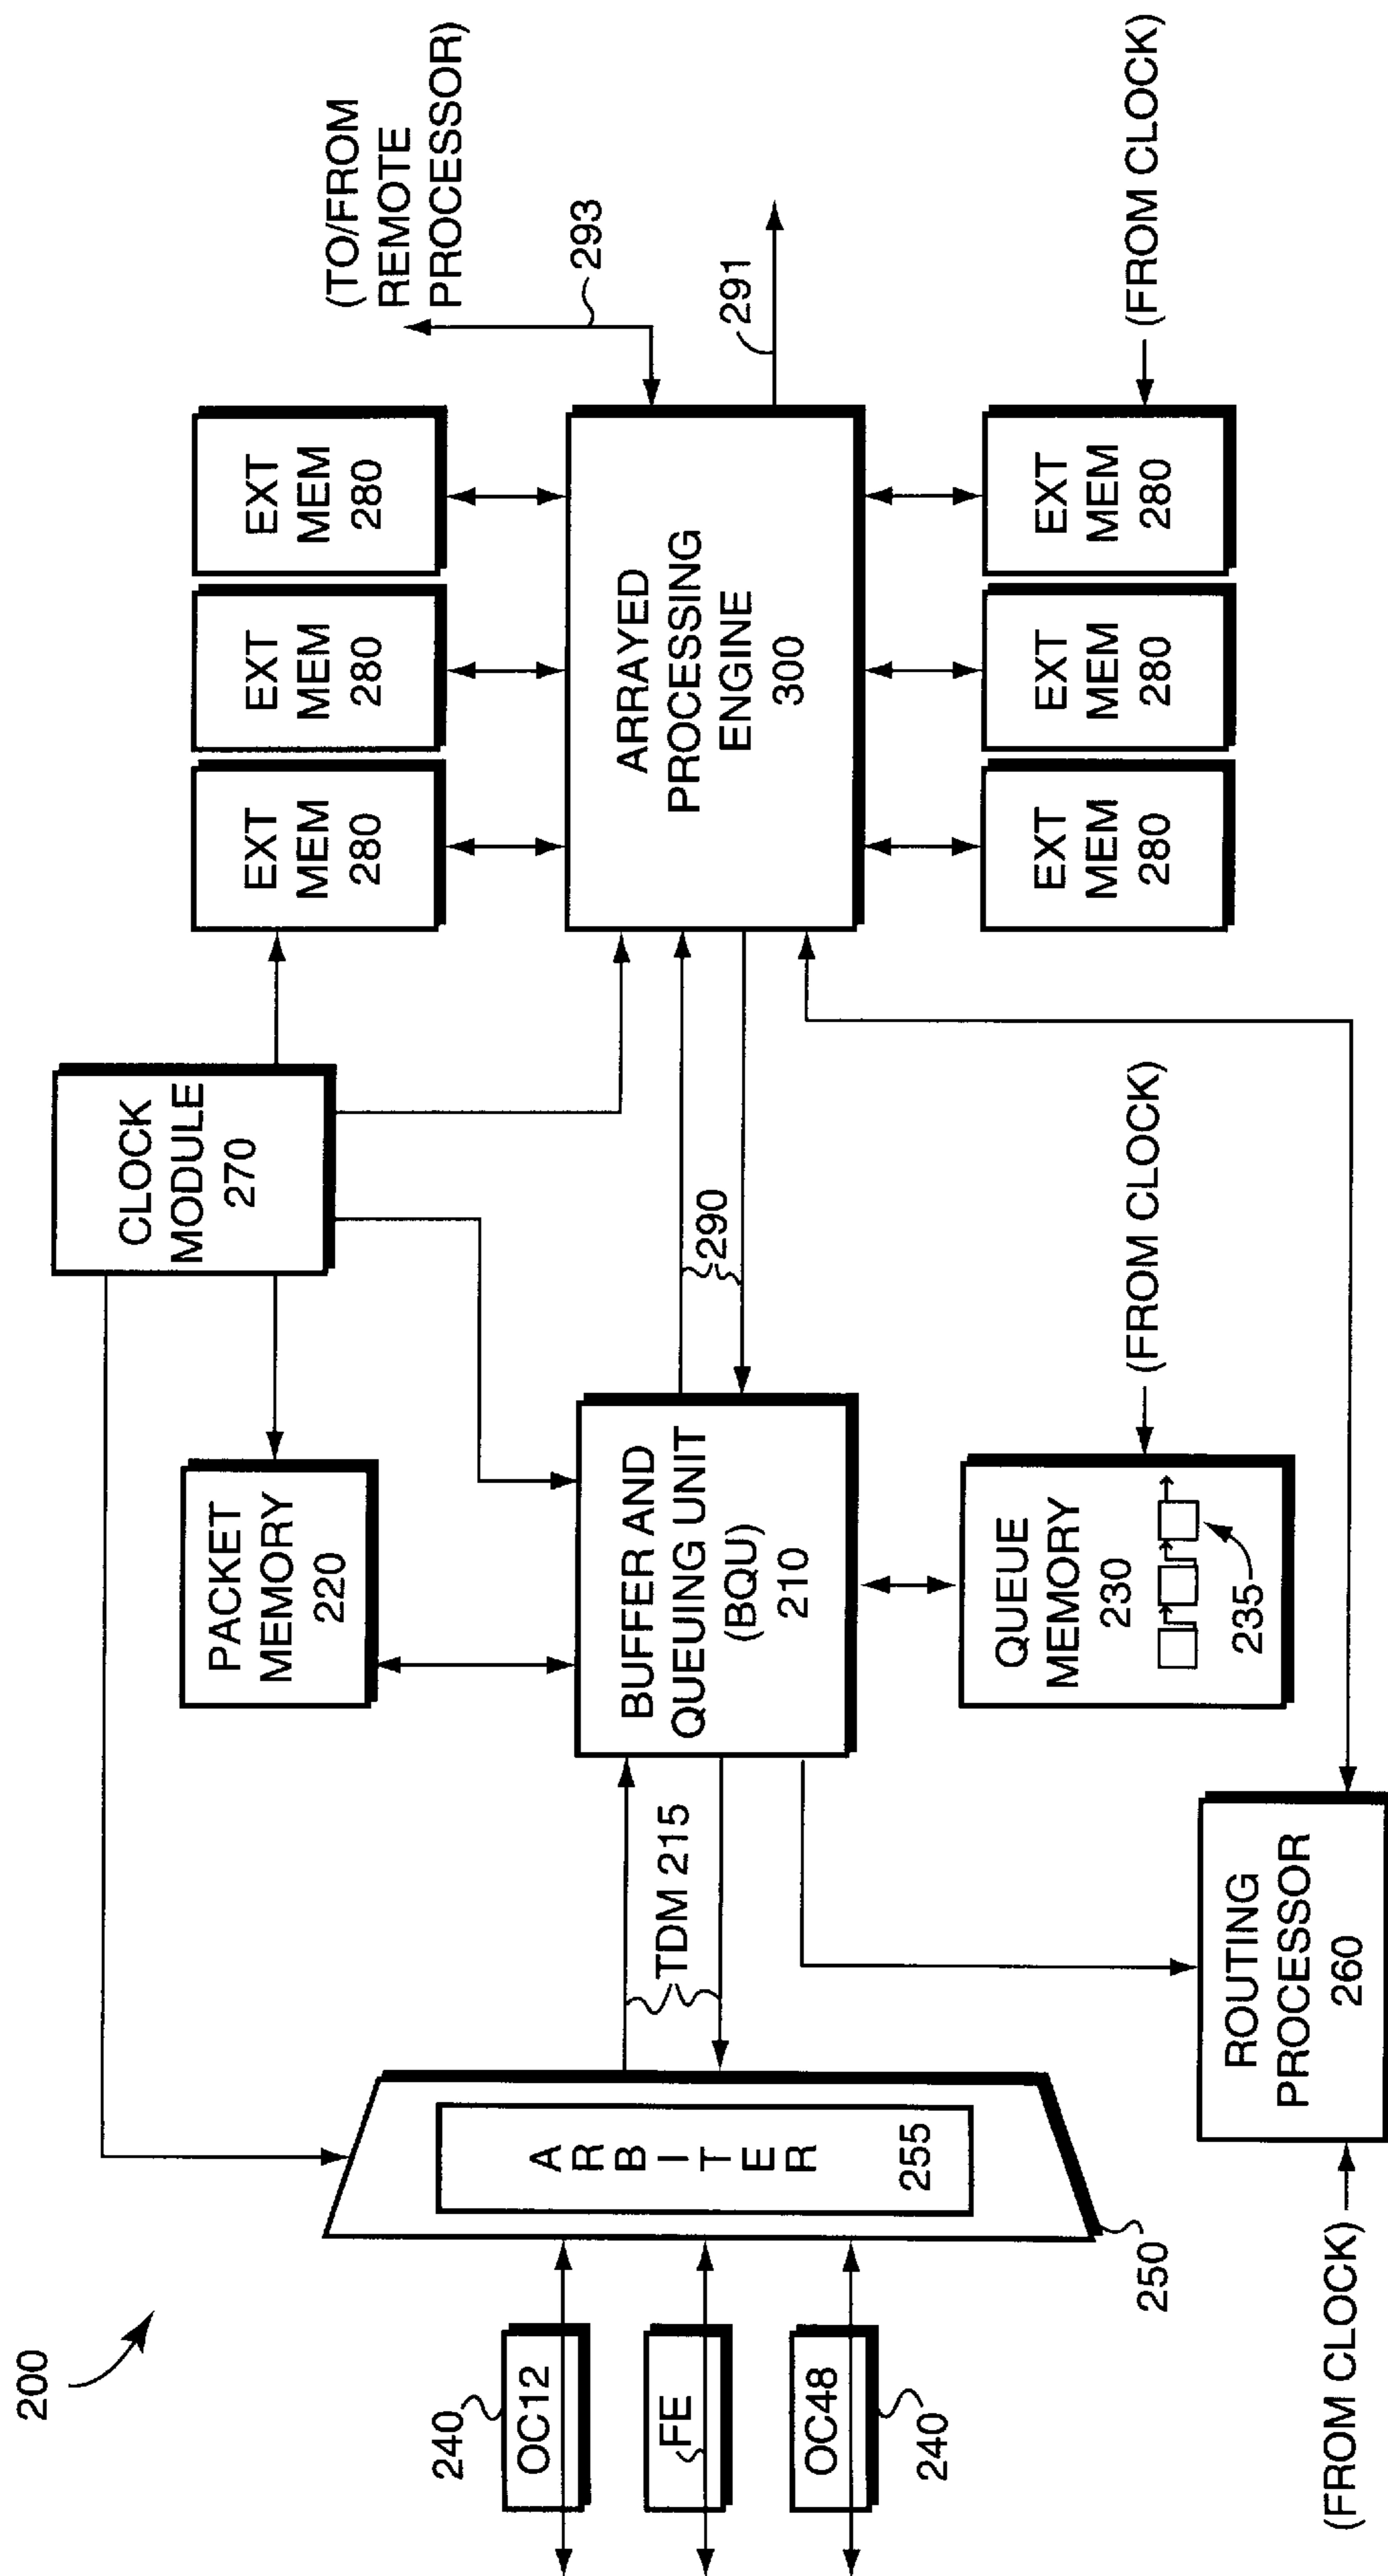 200
240
OC12
FE
OC48
240
250
A
R
B
I
T
E
R
255
TDM 215
CLOCK
MODULE
270
PACKET
MEMORY
220
BUFFER AND
QUEUING UNIT
(BQU)
210
QUEUE
MEMORY
230
235
(FROM CLOCK)
ROUTING
PROCESSOR
260
(FROM CLOCK)
290
EXT
MEM
280
EXT
MEM
280
EXT
MEM
280
ARRAYED
PROCESSING
ENGINE
300
EXT
MEM
280
EXT
MEM
280
EXT
MEM
280
(FROM CLOCK)
(TO/FROM
REMOTE
PROCESSOR)
293
291